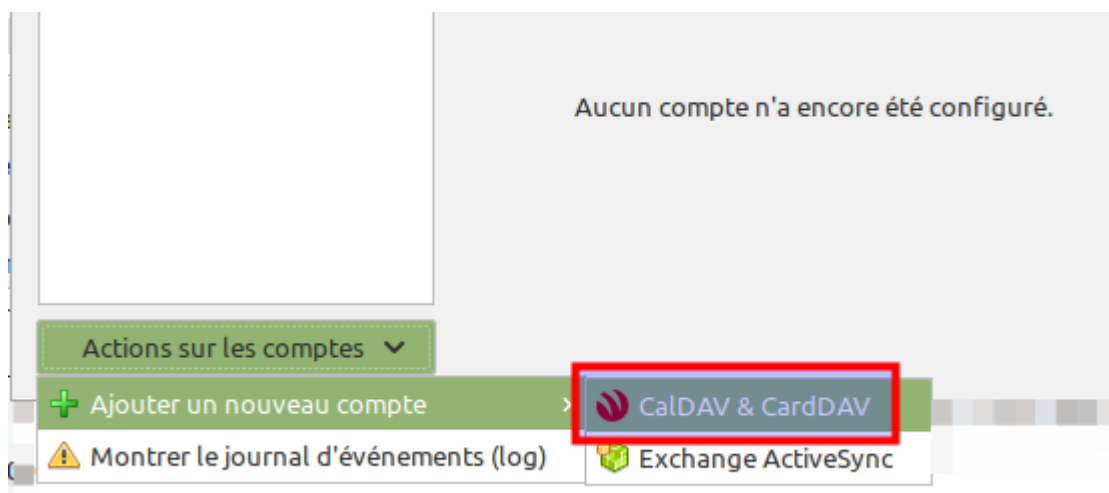 Aucun compte n'a encore été configuré.
Actions sur les comptes
Ajouter un nouveau compte
CalDAV & CardDAV
Montrer le journal d'événements (log)
Exchange ActiveSync